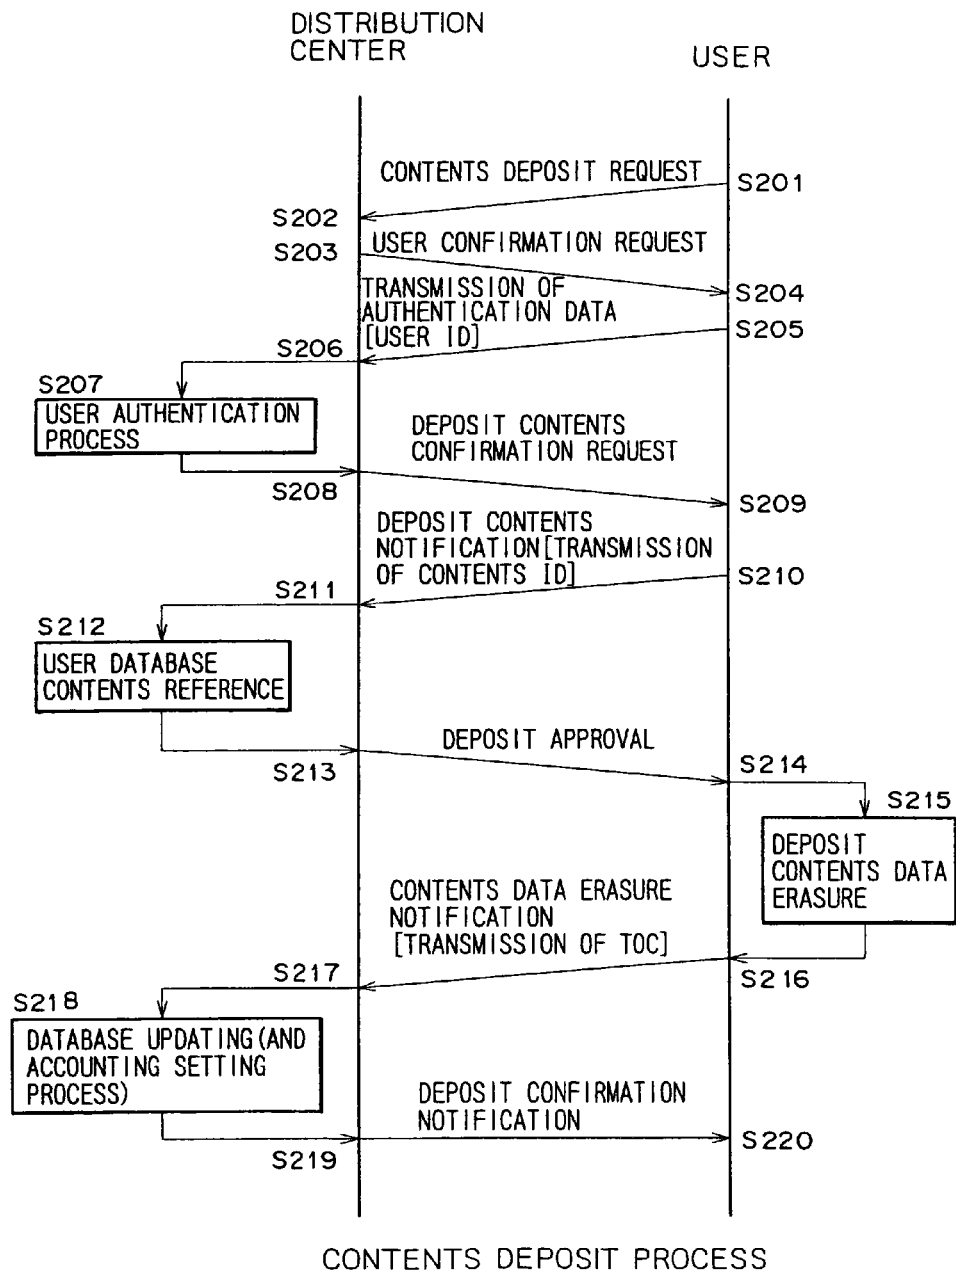 DISTRIBUTION
CENTER
USER
CONTENTS DEPOSIT REQUEST
S201
S202
S203
USER CONFIRMATION REQUEST
S204
TRANSMISSION OF
AUTHENTICATION DATA
[USER ID]
S205
S206
S207
USER AUTHENTICATION
PROCESS
DEPOSIT CONTENTS
CONFIRMATION REQUEST
S208
S209
DEPOSIT CONTENTS
NOTIFICATION[TRANSMISSION
OF CONTENTS ID]
S210
S211
S212
USER DATABASE
CONTENTS REFERENCE
DEPOSIT APPROVAL
S213
S214
S215
DEPOSIT
CONTENTS DATA
ERASURE
CONTENTS DATA ERASURE
NOTIFICATION
[TRANSMISSION OF TOC]
S216
S217
S218
DATABASE UPDATING(AND
ACCOUNTING SETTING
PROCESS)
DEPOSIT CONFIRMATION
NOTIFICATION
S219
S220
CONTENTS DEPOSIT PROCESS